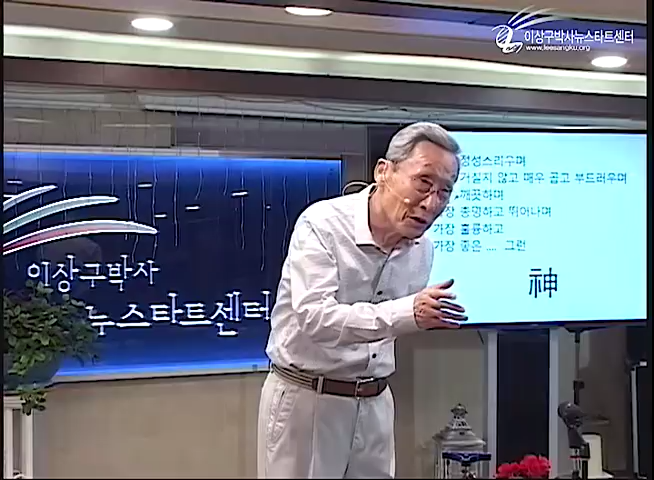 이상구박사뉴스타트센터
www.leesangku.org
정성스러우며
거칠지 않고 매우 곱고 부드러우며
깨끗하며
장 총명하고 뛰어나며
가장 훌륭하고
가장 좋은 .... 그런
神
이상구박사
뉴스타트센터